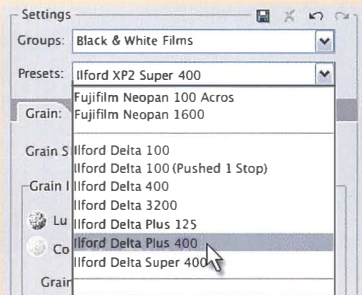 Settings
Groups: Black & White Films
Presets: Ilford XP2 Super 400
Fujifilm Neopan 100 Acros
Grain: Fujifilm Neopan 1600
Ilford Delta 100
Grain S
Ilford Delta 100 (Pushed 1 Stop)
Grain I Ilford Delta 400
Ilford Delta 3200
Lu Ilford Delta Plus 125
Ilford Delta Plus 400
Co
Ilford Delta Super 400
Grain